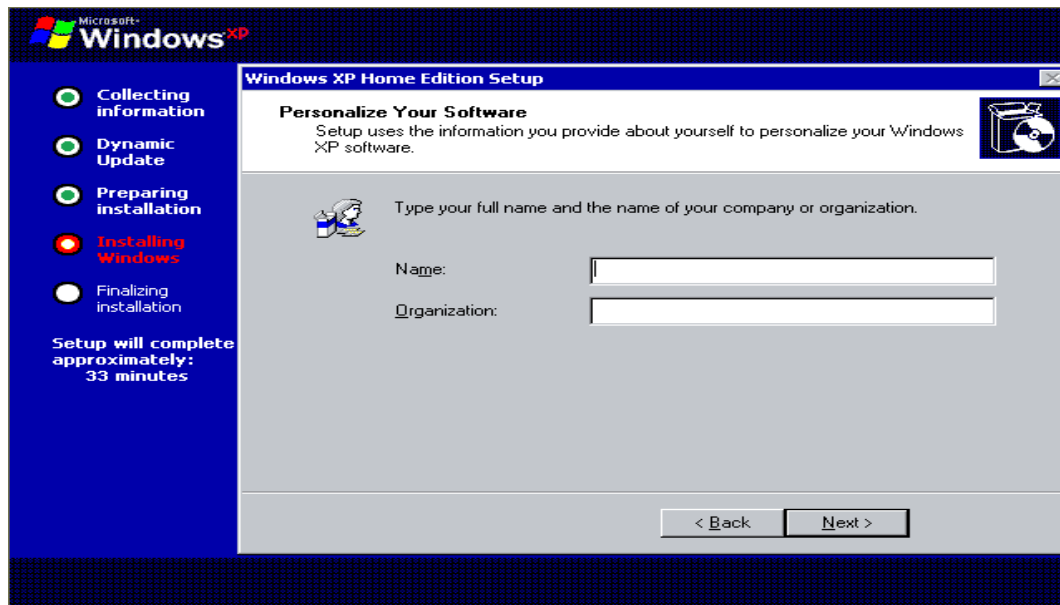 Microsoft
Windows XP
Collecting
information
Dynamic
Update
Preparing
installation
Installing
Windows
Finalizing
installation
Setup will complete
approximately:
33 minutes
Windows XP Home Edition Setup
Personalize Your Software
Setup uses the information you provide about yourself to personalize your Windows
XP software.
Type your full name and the name of your company or organization.
Name:
Organization:
< Back
Next >